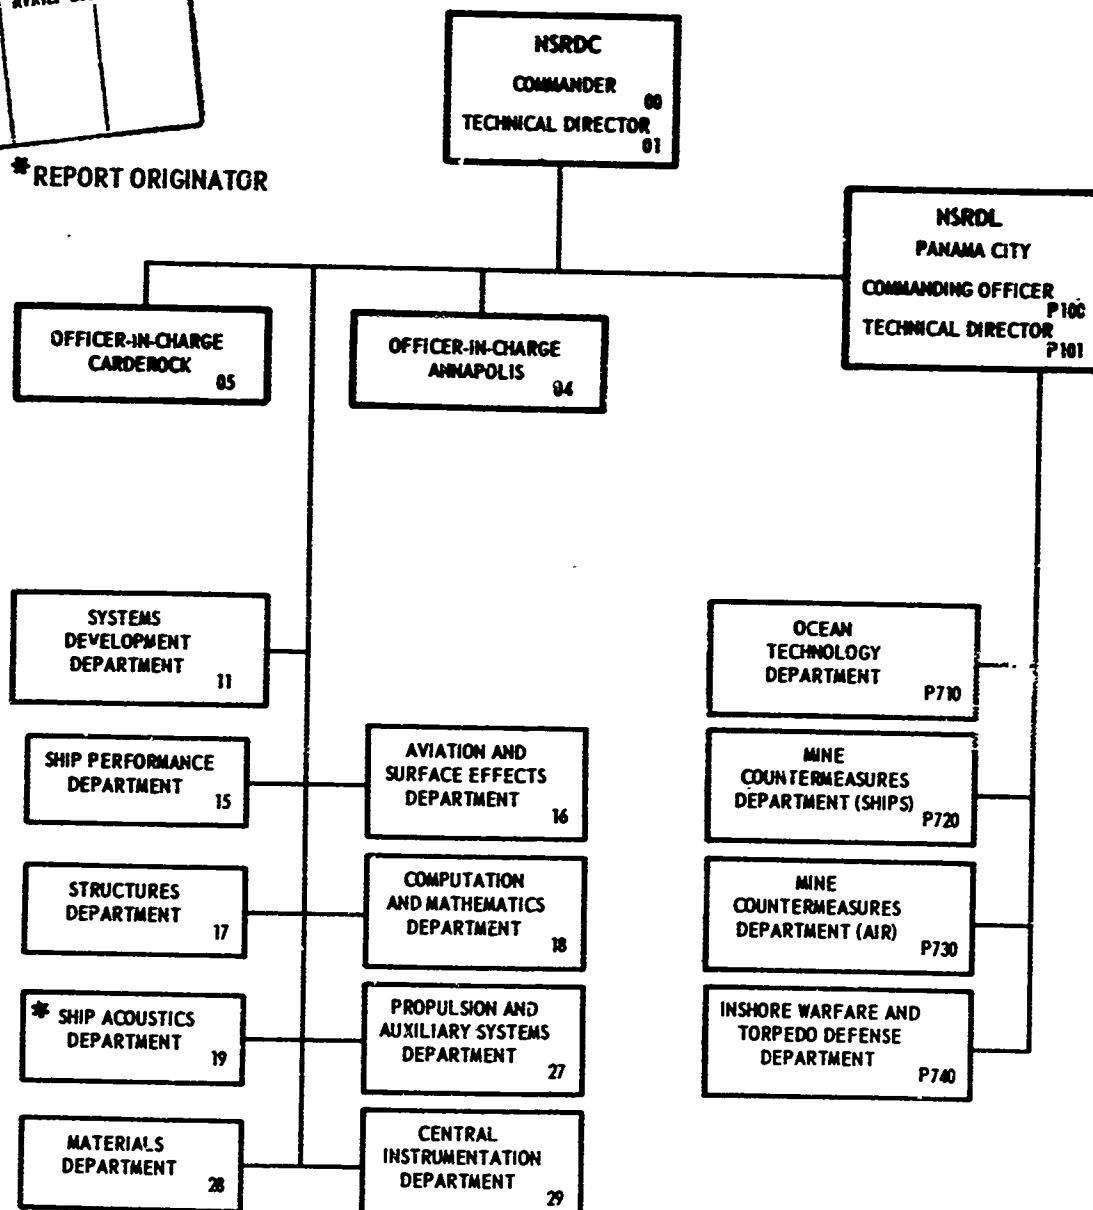 NSRDC
COMMANDER
00
TECHNICAL DIRECTOR
01
* REPORT ORIGINATOR
NSRDL
PANAMA CITY
COMMANDING OFFICER
P100
TECHNICAL DIRECTOR
P101
OFFICER-IN-CHARGE
CARDEROCK
05
OFFICER-IN-CHARGE
ANNAPOLIS
04
SYSTEMS
DEVELOPMENT
DEPARTMENT
11
SHIP PERFORMANCE
DEPARTMENT
15
AVIATION AND
SURFACE EFFECTS
DEPARTMENT
16
STRUCTURES
DEPARTMENT
17
COMPUTATION
AND MATHEMATICS
DEPARTMENT
18
* SHIP ACOUSTICS
DEPARTMENT
19
PROPULSION AND
AUXILIARY SYSTEMS
DEPARTMENT
27
MATERIALS
DEPARTMENT
28
CENTRAL
INSTRUMENTATION
DEPARTMENT
29
OCEAN
TECHNOLOGY
DEPARTMENT
P710
MINE
COUNTERMEASURES
DEPARTMENT (SHIPS)
P720
MINE
COUNTERMEASURES
DEPARTMENT (AIR)
P730
INSHORE WARFARE AND
TORPEDO DEFENSE
DEPARTMENT
P740